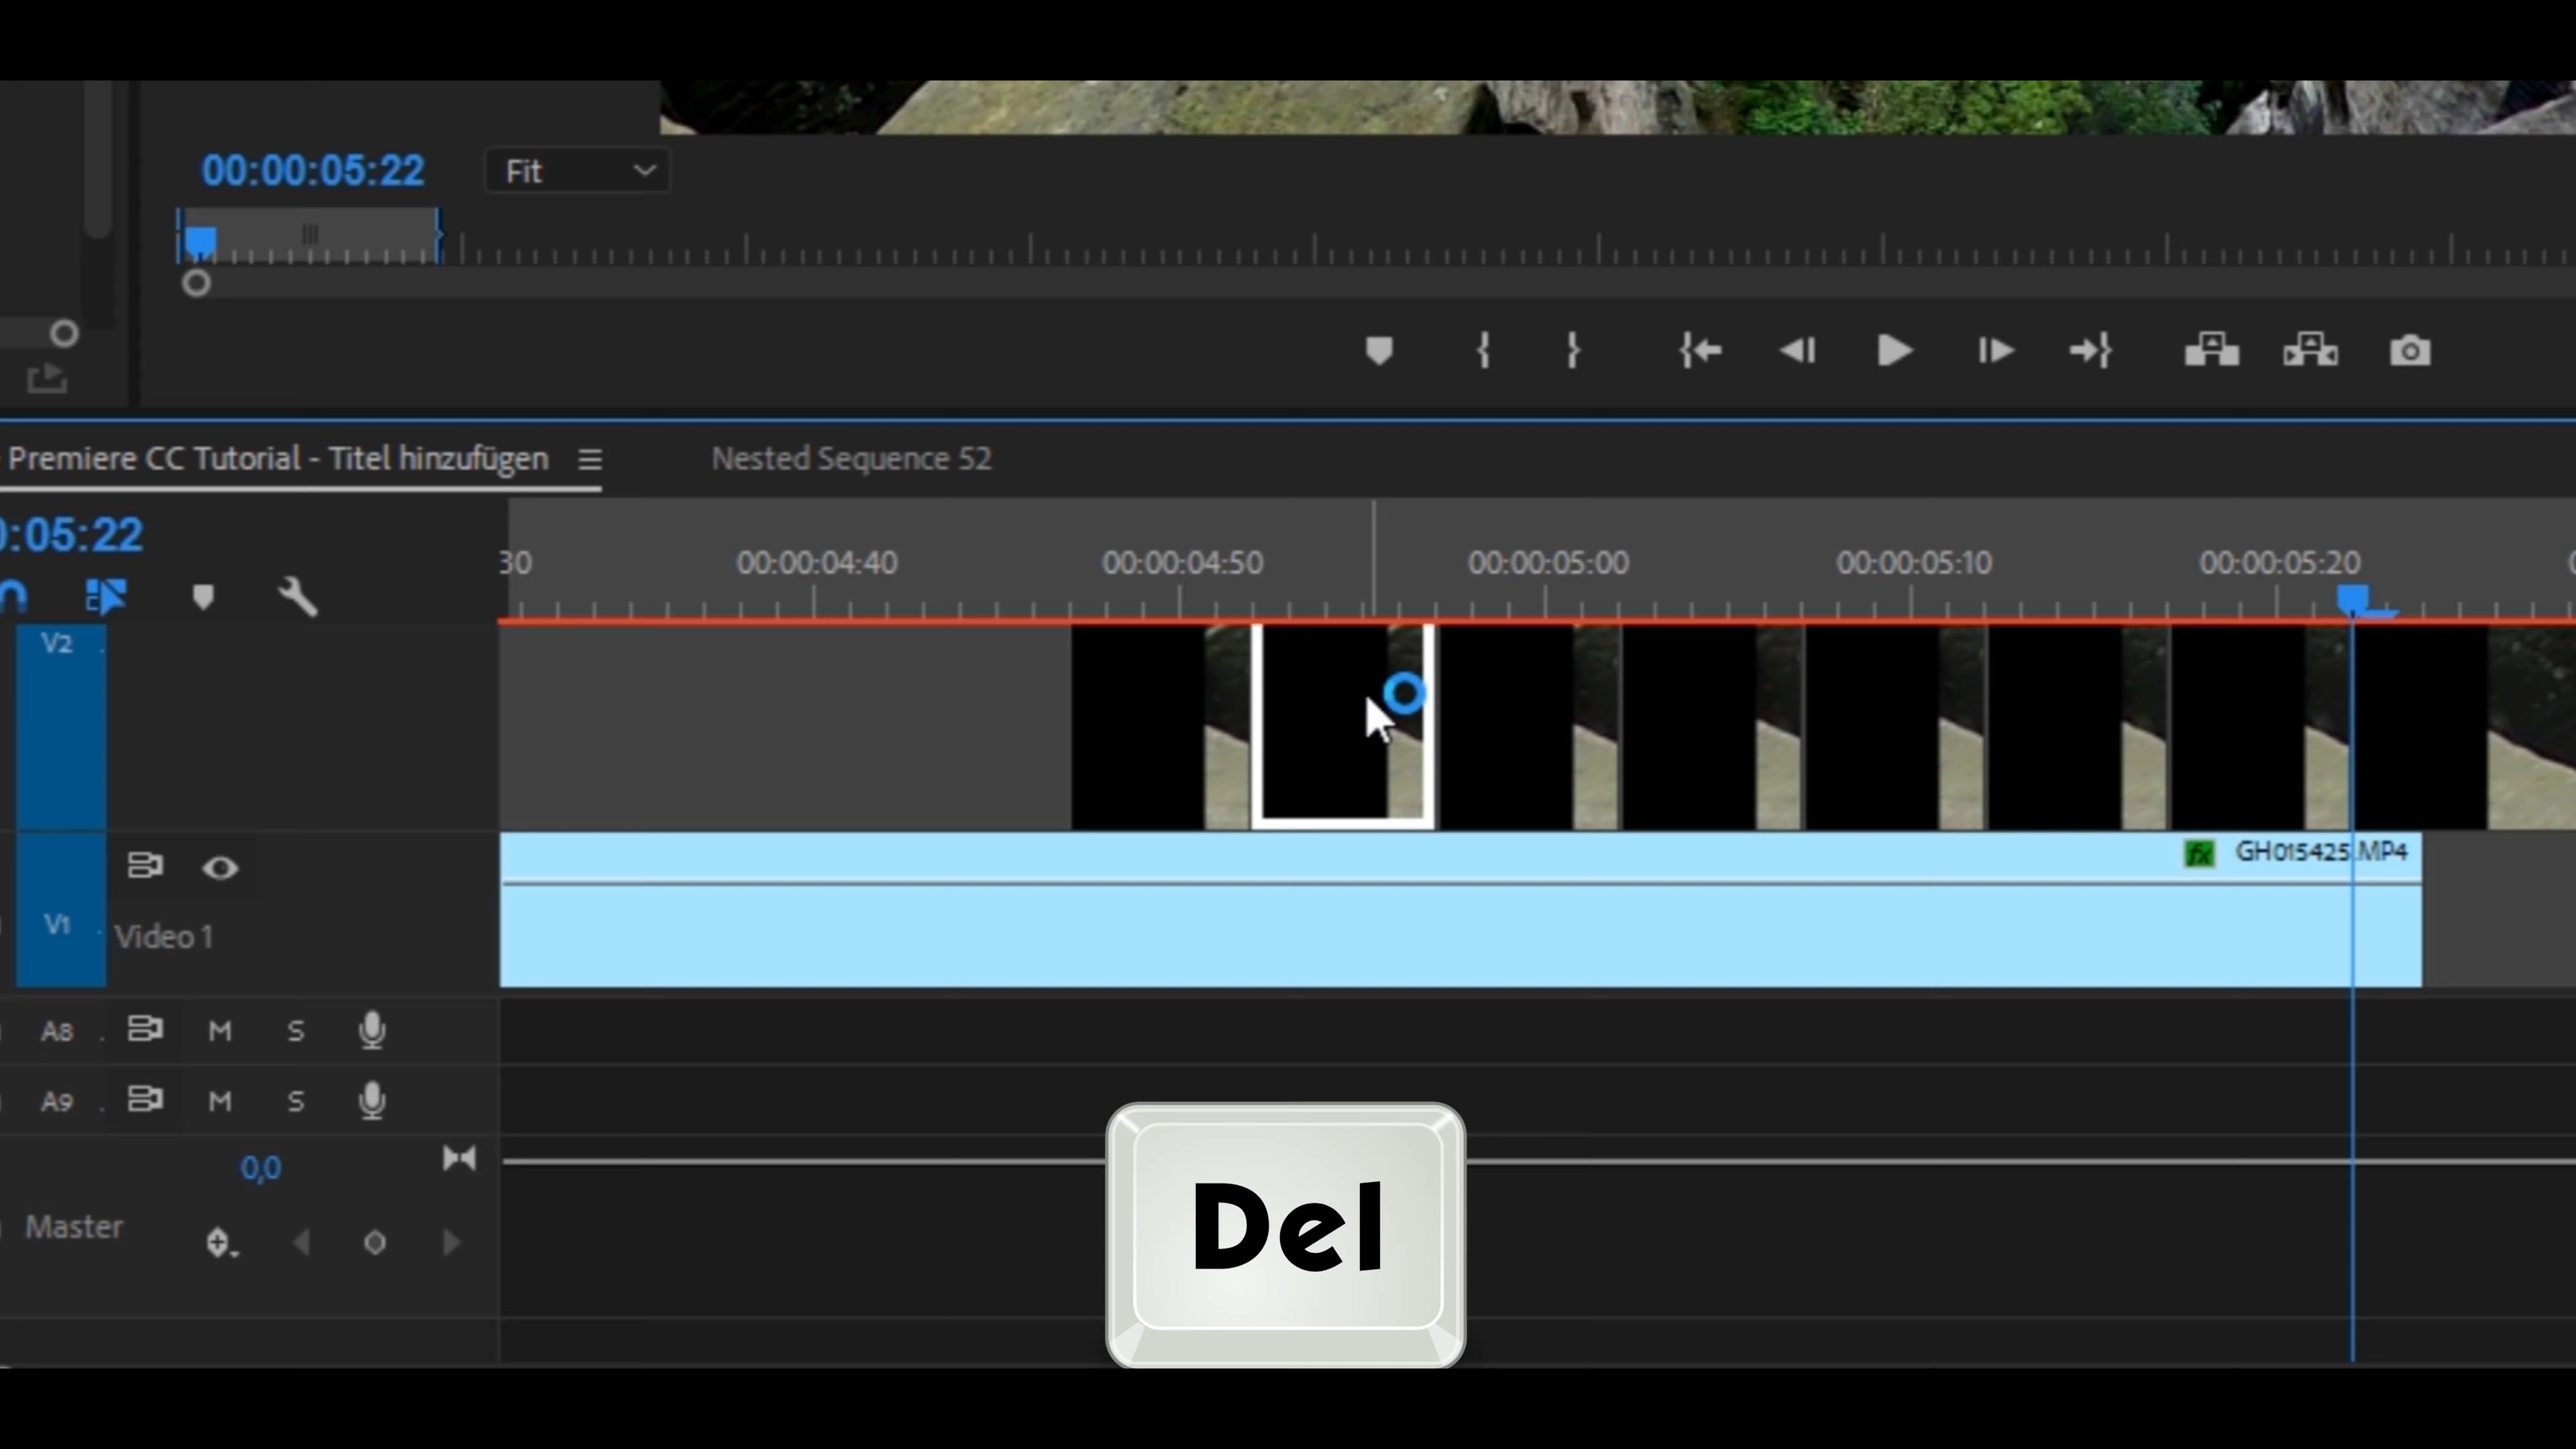 00:00:05:22 Fit
Premiere CC Tutorial - Titel hinzufügen Nested Sequence 52
:05:22
30 00:00:04:40 00:00:04:50 00:00:05:00 00:00:05:10 00:00:05:20
V2
fx GH015425.MP4
V1 Video 1
A8 M S
A9 M S
0,0
Master
Del